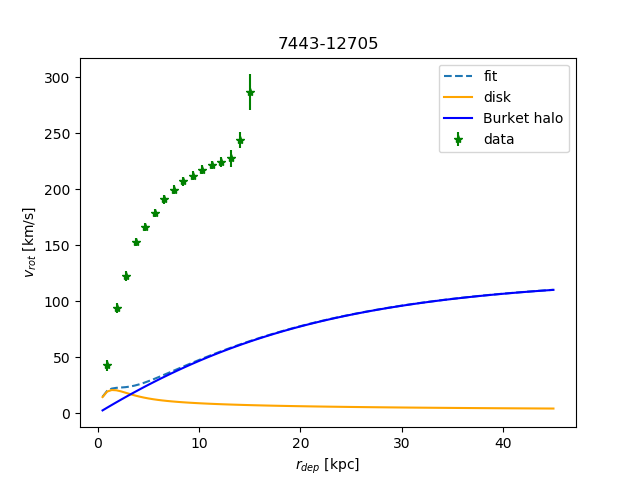 7443-12705
fit
disk
Burket halo
data
300
250
200
150
100
50
0
v_rot [km/s]
0 10 20 30 40
r_dep [kpc]